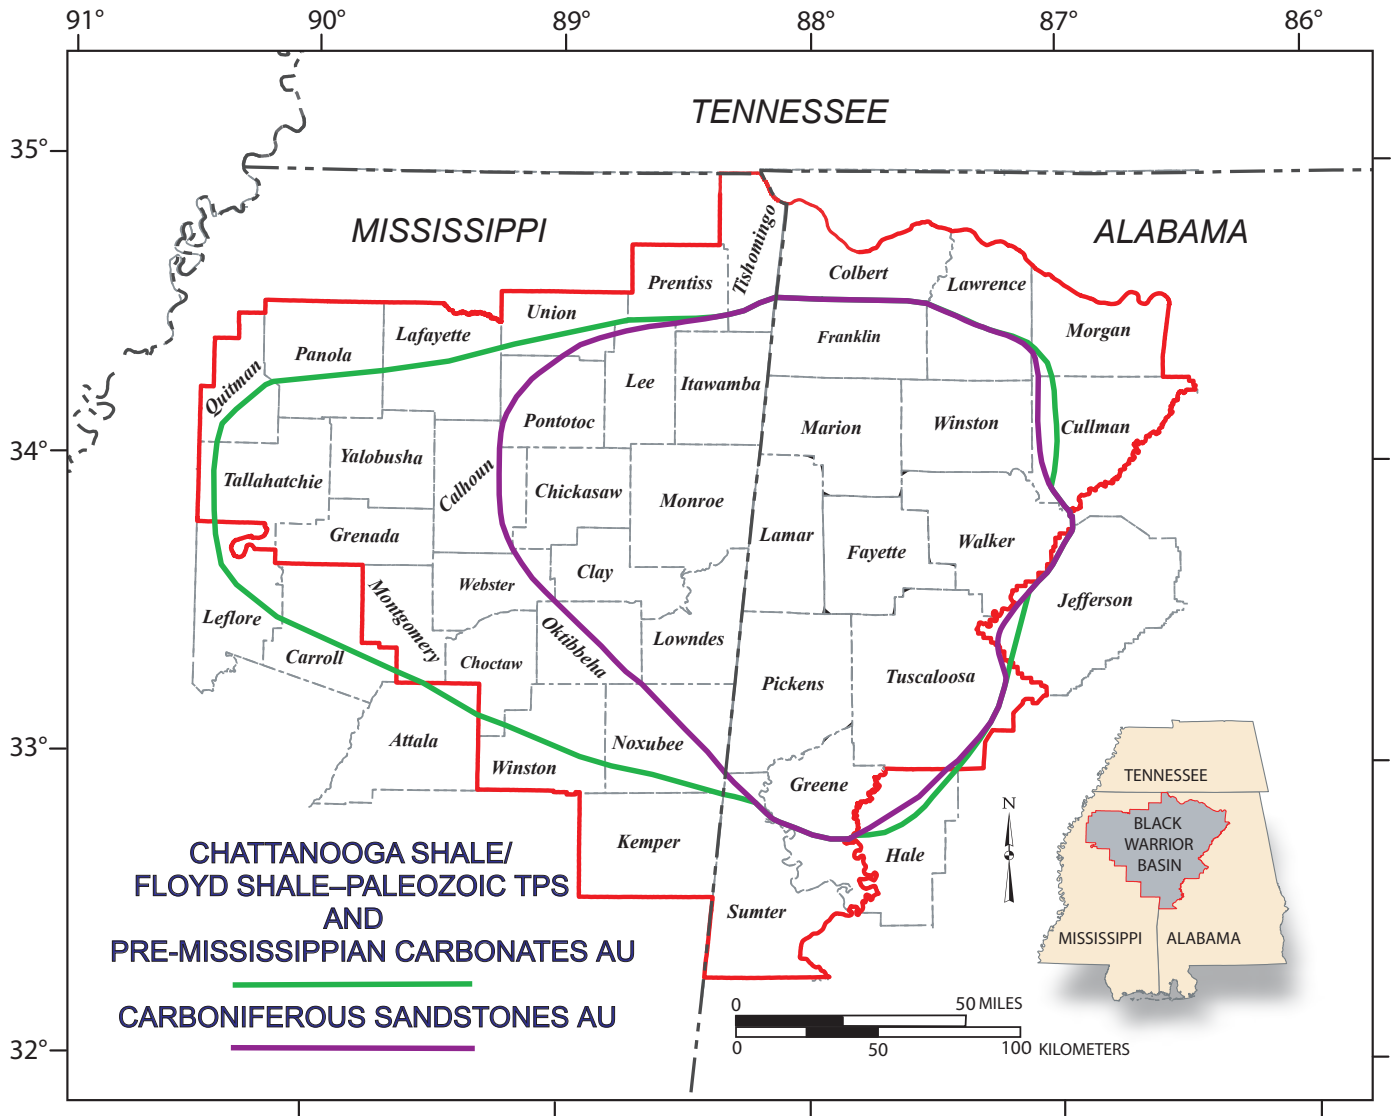 91°
90°
89°
88°
87°
86°
35°
34°
33°
32°
TENNESSEE
MISSISSIPPI
ALABAMA
Tishomingo
Prentiss
Colbert
Lawrence
Union
Lafayette
Panola
Quitman
Franklin
Morgan
Lee
Itawamba
Pontotoc
Marion
Winston
Cullman
Yalobusha
Tallahatchie
Calhoun
Chickasaw
Monroe
Grenada
Lamar
Fayette
Walker
Clay
Webster
Jefferson
Montgomery
Leflore
Carroll
Choctaw
Oktibbeha
Lowndes
Pickens
Tuscaloosa
Attala
Noxubee
Winston
Greene
Kemper
Hale
Sumter
CHATTANOOGA SHALE/
FLOYD SHALE–PALEOZOIC TPS
AND
PRE-MISSISSIPPIAN CARBONATES AU
CARBONIFEROUS SANDSTONES AU
N
0 50 MILES
0 50 100 KILOMETERS
TENNESSEE
BLACK
WARRIOR
BASIN
MISSISSIPPI
ALABAMA